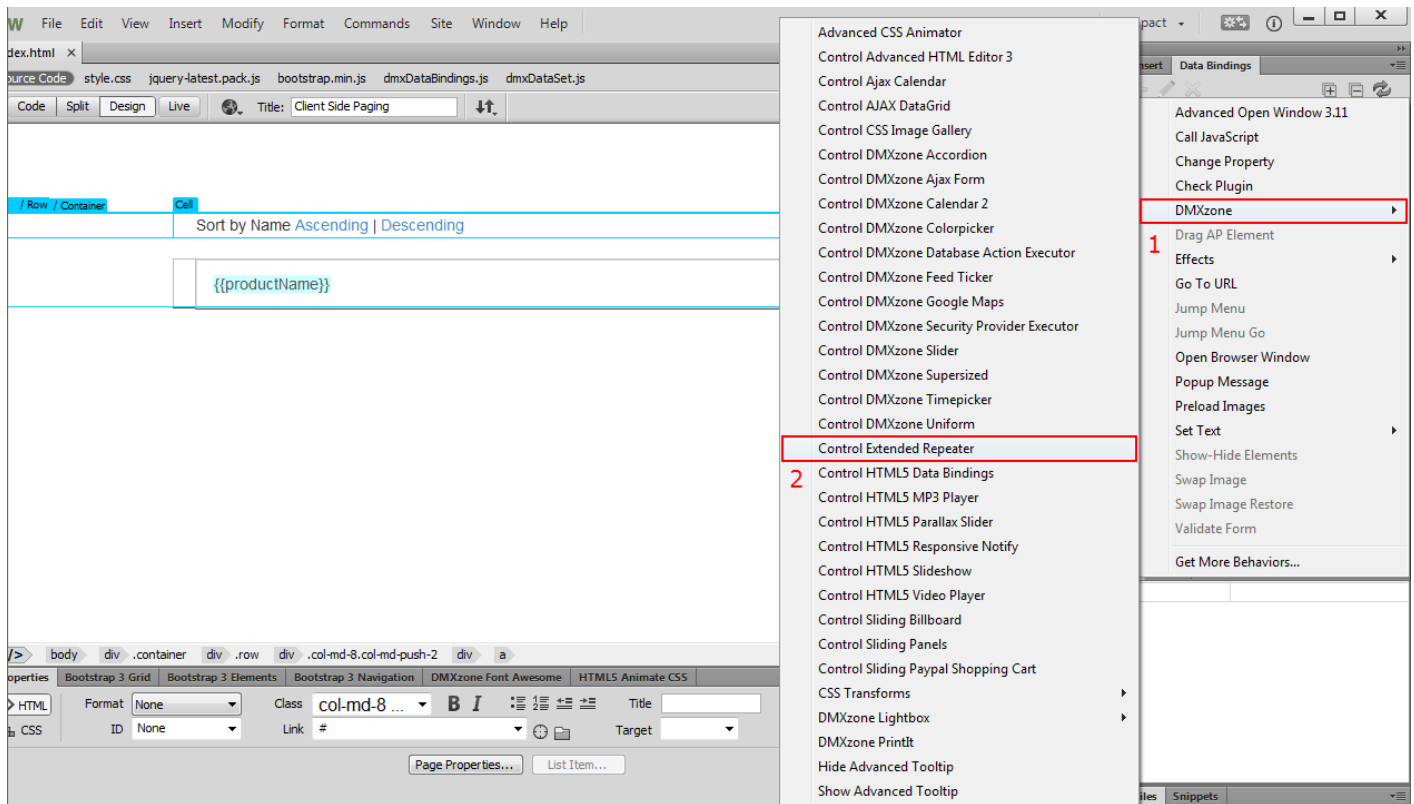 W File Edit View Insert Modify Format Commands Site Window Help
dex.html ×
ource Code style.css jquery-latest.pack.js bootstrap.min.js dmxDataBindings.js dmxDataSet.js
Code Split Design Live Title: Client Side Paging
/ Row / Container Cell
Sort by Name Ascending | Descending
{{productName}}
/> body div .container div .row div .col-md-8.col-md-push-2 div a
operties Bootstrap 3 Grid Bootstrap 3 Elements Bootstrap 3 Navigation DMXzone Font Awesome HTML5 Animate CSS
HTML Format None Class col-md-8 ... B I Title
CSS ID None Link # Target
Page Properties... List Item...
Advanced CSS Animator
Control Advanced HTML Editor 3
Control Ajax Calendar
Control AJAX DataGrid
Control CSS Image Gallery
Control DMXzone Accordion
Control DMXzone Ajax Form
Control DMXzone Calendar 2
Control DMXzone Colorpicker
Control DMXzone Database Action Executor
Control DMXzone Feed Ticker
Control DMXzone Google Maps
Control DMXzone Security Provider Executor
Control DMXzone Slider
Control DMXzone Supersized
Control DMXzone Timepicker
Control DMXzone Uniform
Control Extended Repeater
2 Control HTML5 Data Bindings
Control HTML5 MP3 Player
Control HTML5 Parallax Slider
Control HTML5 Responsive Notify
Control HTML5 Slideshow
Control HTML5 Video Player
Control Sliding Billboard
Control Sliding Panels
Control Sliding Paypal Shopping Cart
CSS Transforms
DMXzone Lightbox
DMXzone PrintIt
Hide Advanced Tooltip
Show Advanced Tooltip
pact
nsert Data Bindings
Advanced Open Window 3.11
Call JavaScript
Change Property
Check Plugin
DMXzone
1 Drag AP Element
Effects
Go To URL
Jump Menu
Jump Menu Go
Open Browser Window
Popup Message
Preload Images
Set Text
Show-Hide Elements
Swap Image
Swap Image Restore
Validate Form
Get More Behaviors...
iles Snippets